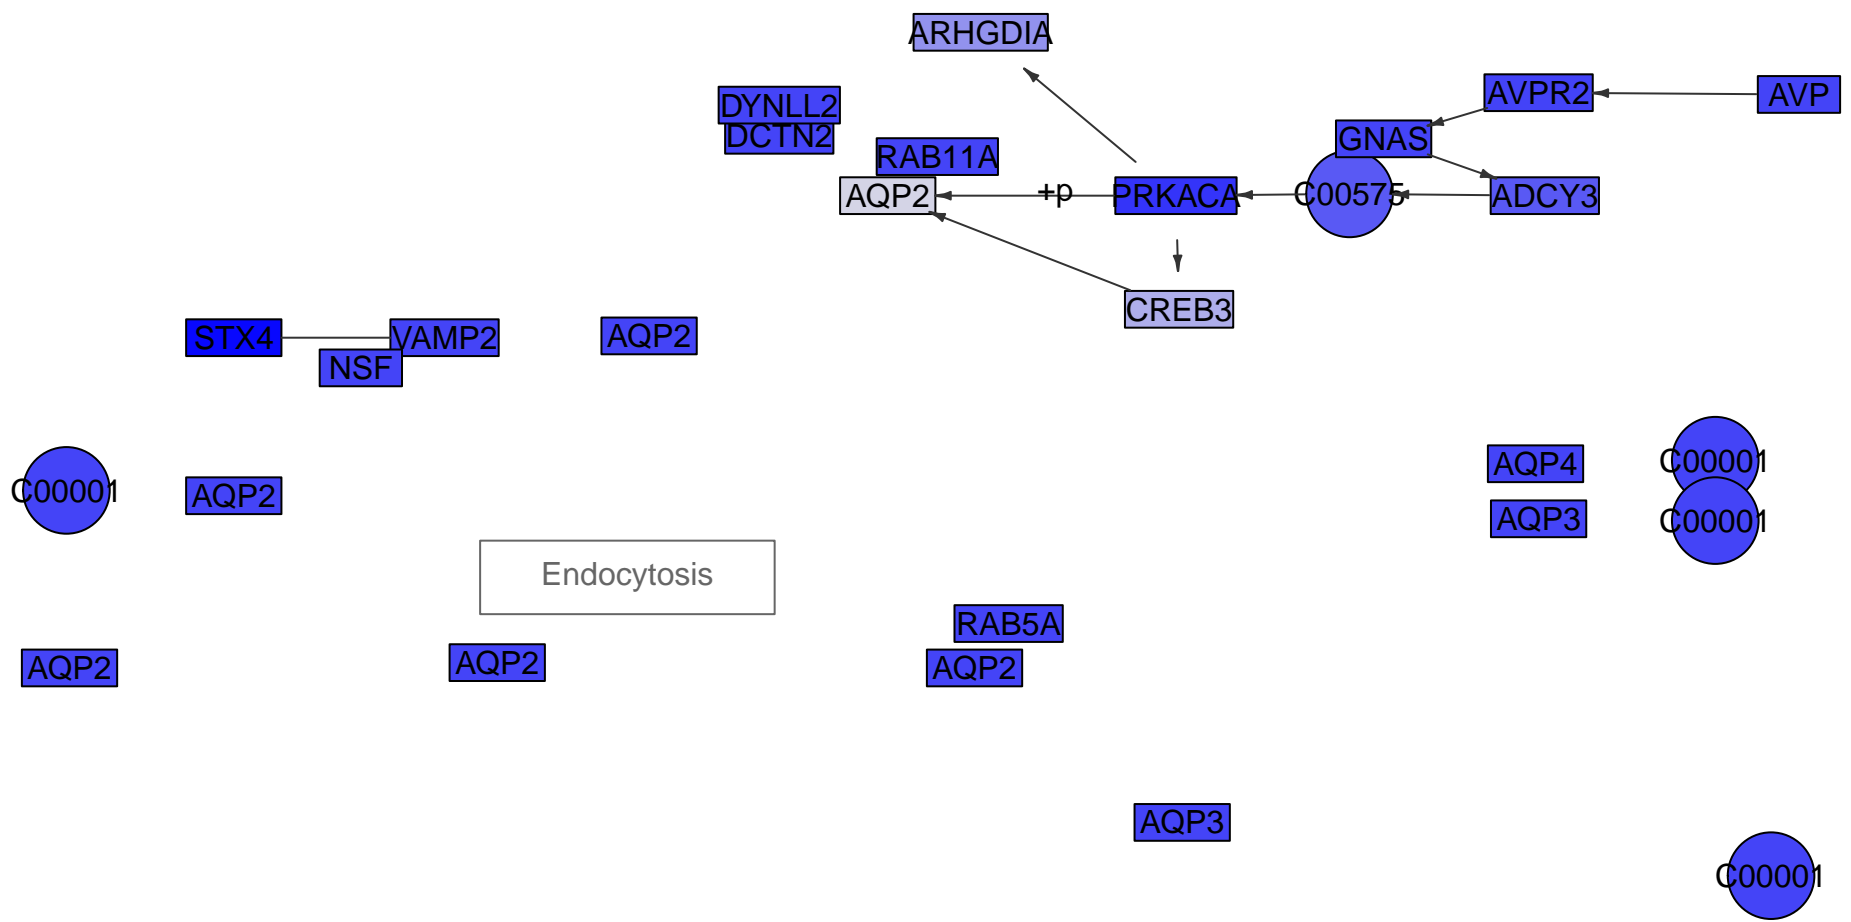 ARHGDIA
DYNLL2
AVPR2
AVP
DCTN2
GNAS
RAB11A
AQP2
+p
PRKACA
C00575
ADCY3
CREB3
STX4
VAMP2
AQP2
NSF
C00001
AQP2
AQP4
C00001
AQP3
C00001
Endocytosis
RAB5A
AQP2
AQP2
AQP2
AQP3
C00001